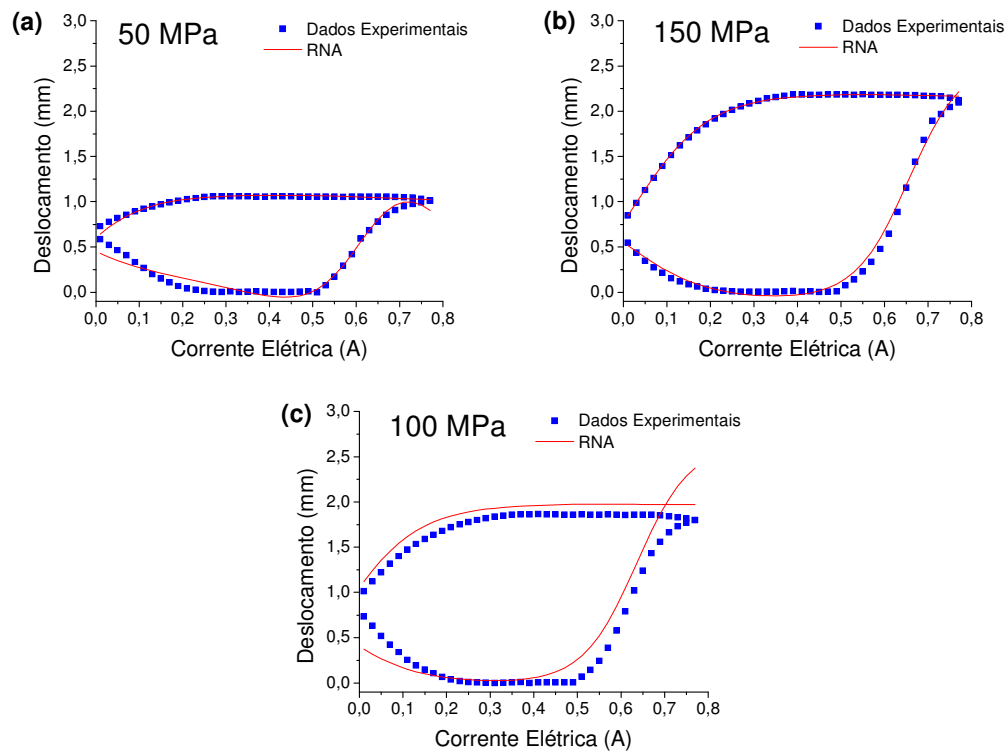 (a)
50 MPa
Dados Experimentais
RNA
3,0
2,5
2,0
1,5
1,0
0,5
0,0
0,0 0,1 0,2 0,3 0,4 0,5 0,6 0,7 0,8
Deslocamento (mm)
Corrente Elétrica (A)
(b)
150 MPa
Dados Experimentais
RNA
3,0
2,5
2,0
1,5
1,0
0,5
0,0
0,0 0,1 0,2 0,3 0,4 0,5 0,6 0,7 0,8
Deslocamento (mm)
Corrente Elétrica (A)
(c)
100 MPa
Dados Experimentais
RNA
3,0
2,5
2,0
1,5
1,0
0,5
0,0
0,0 0,1 0,2 0,3 0,4 0,5 0,6 0,7 0,8
Deslocamento (mm)
Corrente Elétrica (A)